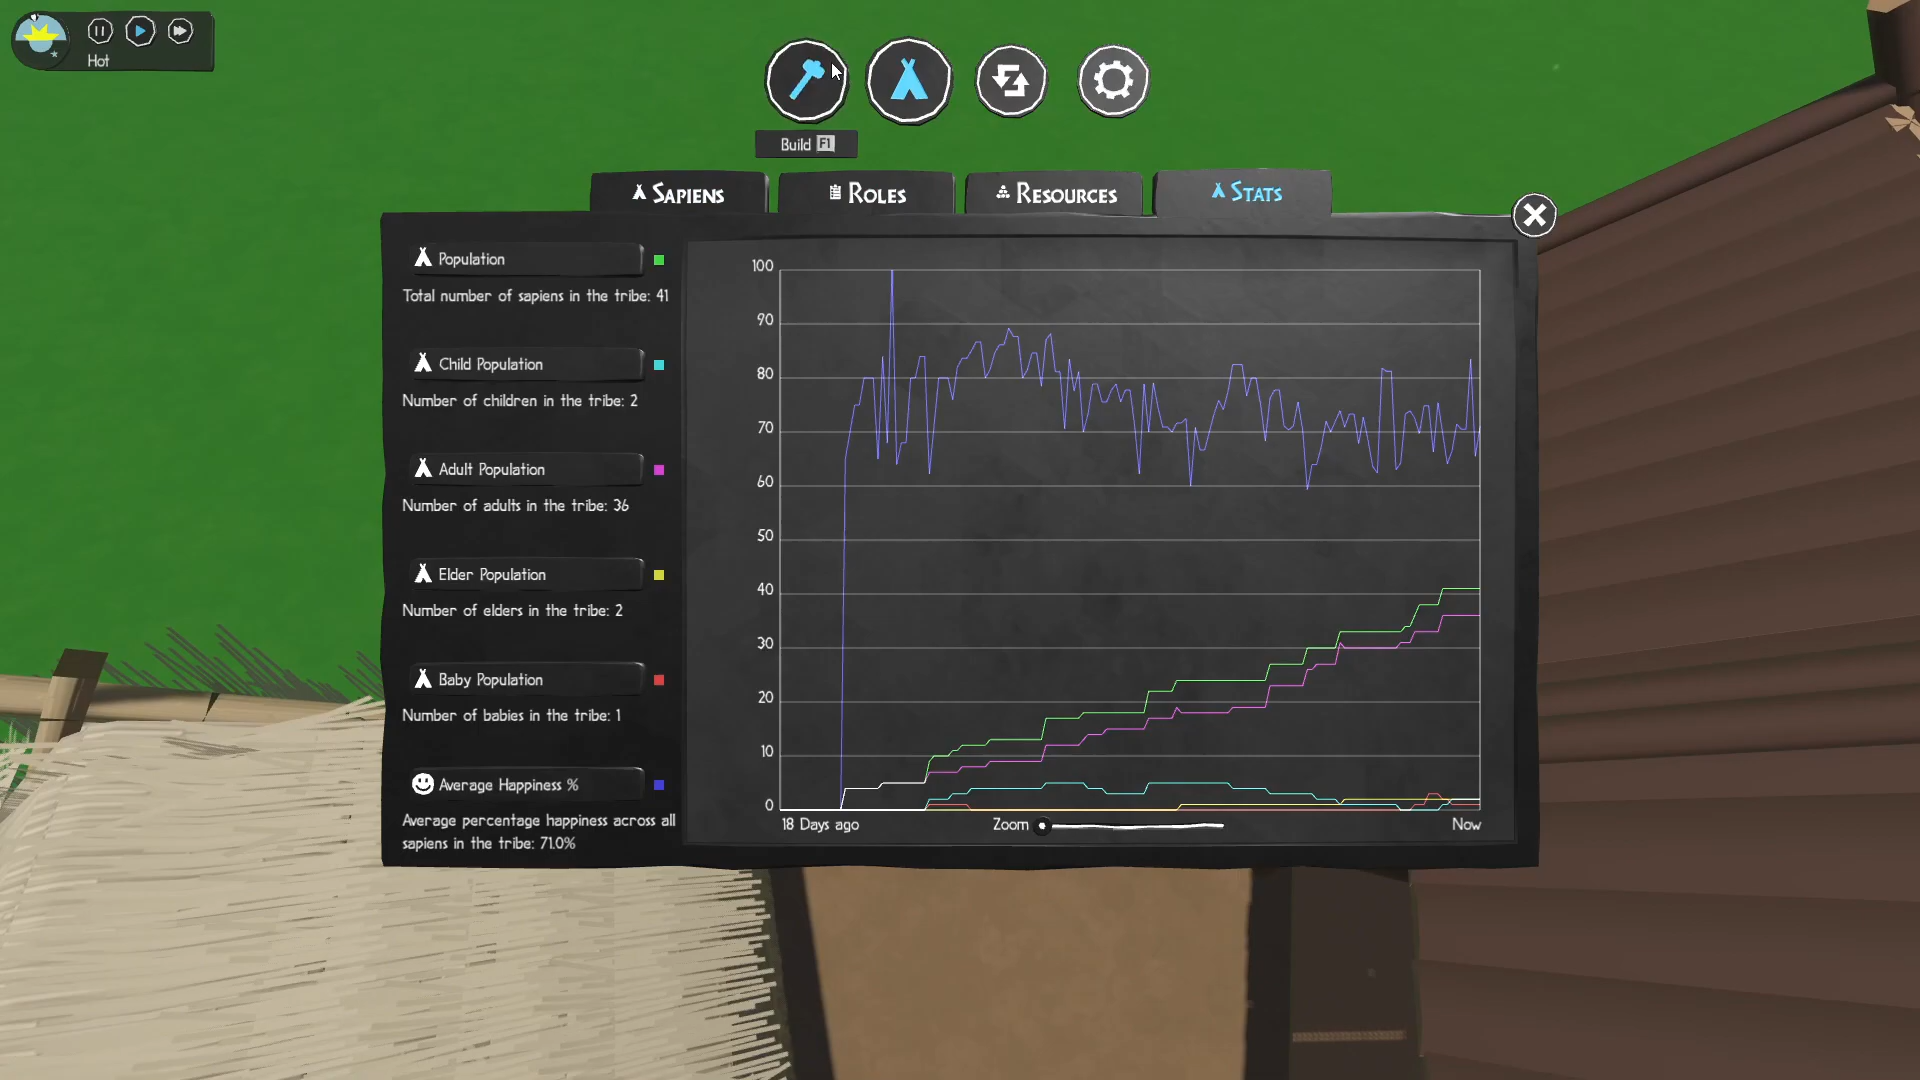 Hot
Build F1
Sapiens
Roles
Resources
Stats
Population
Total number of sapiens in the tribe: 41
Child Population
Number of children in the tribe: 2
Adult Population
Number of adults in the tribe: 36
Elder Population
Number of elders in the tribe: 2
Baby Population
Number of babies in the tribe: 1
Average Happiness %
Average percentage happiness across all
sapiens in the tribe: 71.0%
100
90
80
70
60
50
40
30
20
10
0
18 Days ago
Zoom
Now